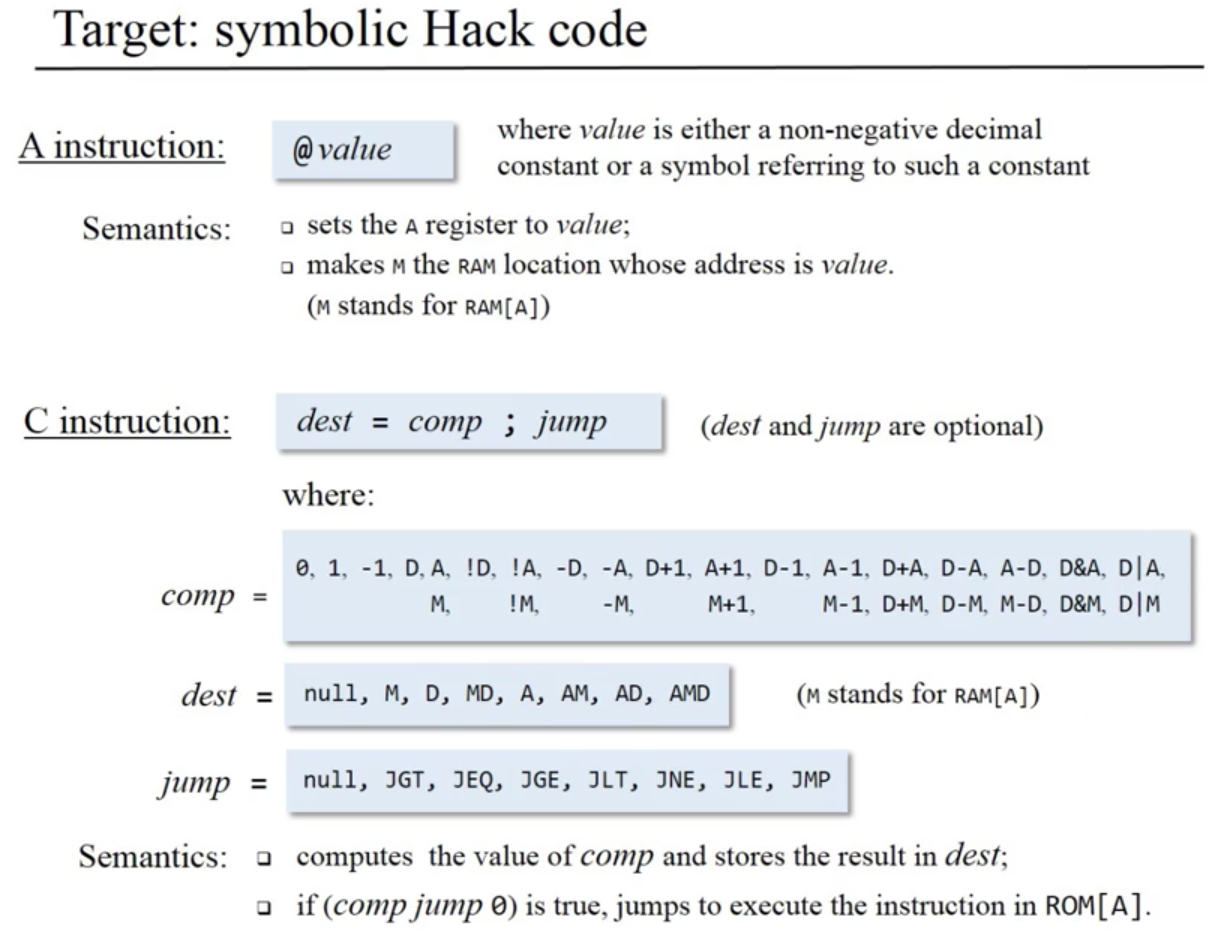 Target: symbolic Hack code
A instruction: @value where value is either a non-negative decimal
constant or a symbol referring to such a constant
Semantics: ❑ sets the A register to value;
❑ makes M the RAM location whose address is value.
(M stands for RAM[A])
C instruction: dest = comp ; jump (dest and jump are optional)
where:
comp = 0, 1, -1, D, A, !D, !A, -D, -A, D+1, A+1, D-1, A-1, D+A, D-A, A-D, D&A, D|A,
M, !M, -M, M+1, M-1, D+M, D-M, M-D, D&M, D|M
dest = null, M, D, MD, A, AM, AD, AMD (M stands for RAM[A])
jump = null, JGT, JEQ, JGE, JLT, JNE, JLE, JMP
Semantics: ❑ computes the value of comp and stores the result in dest;
❑ if (comp jump 0) is true, jumps to execute the instruction in ROM[A].